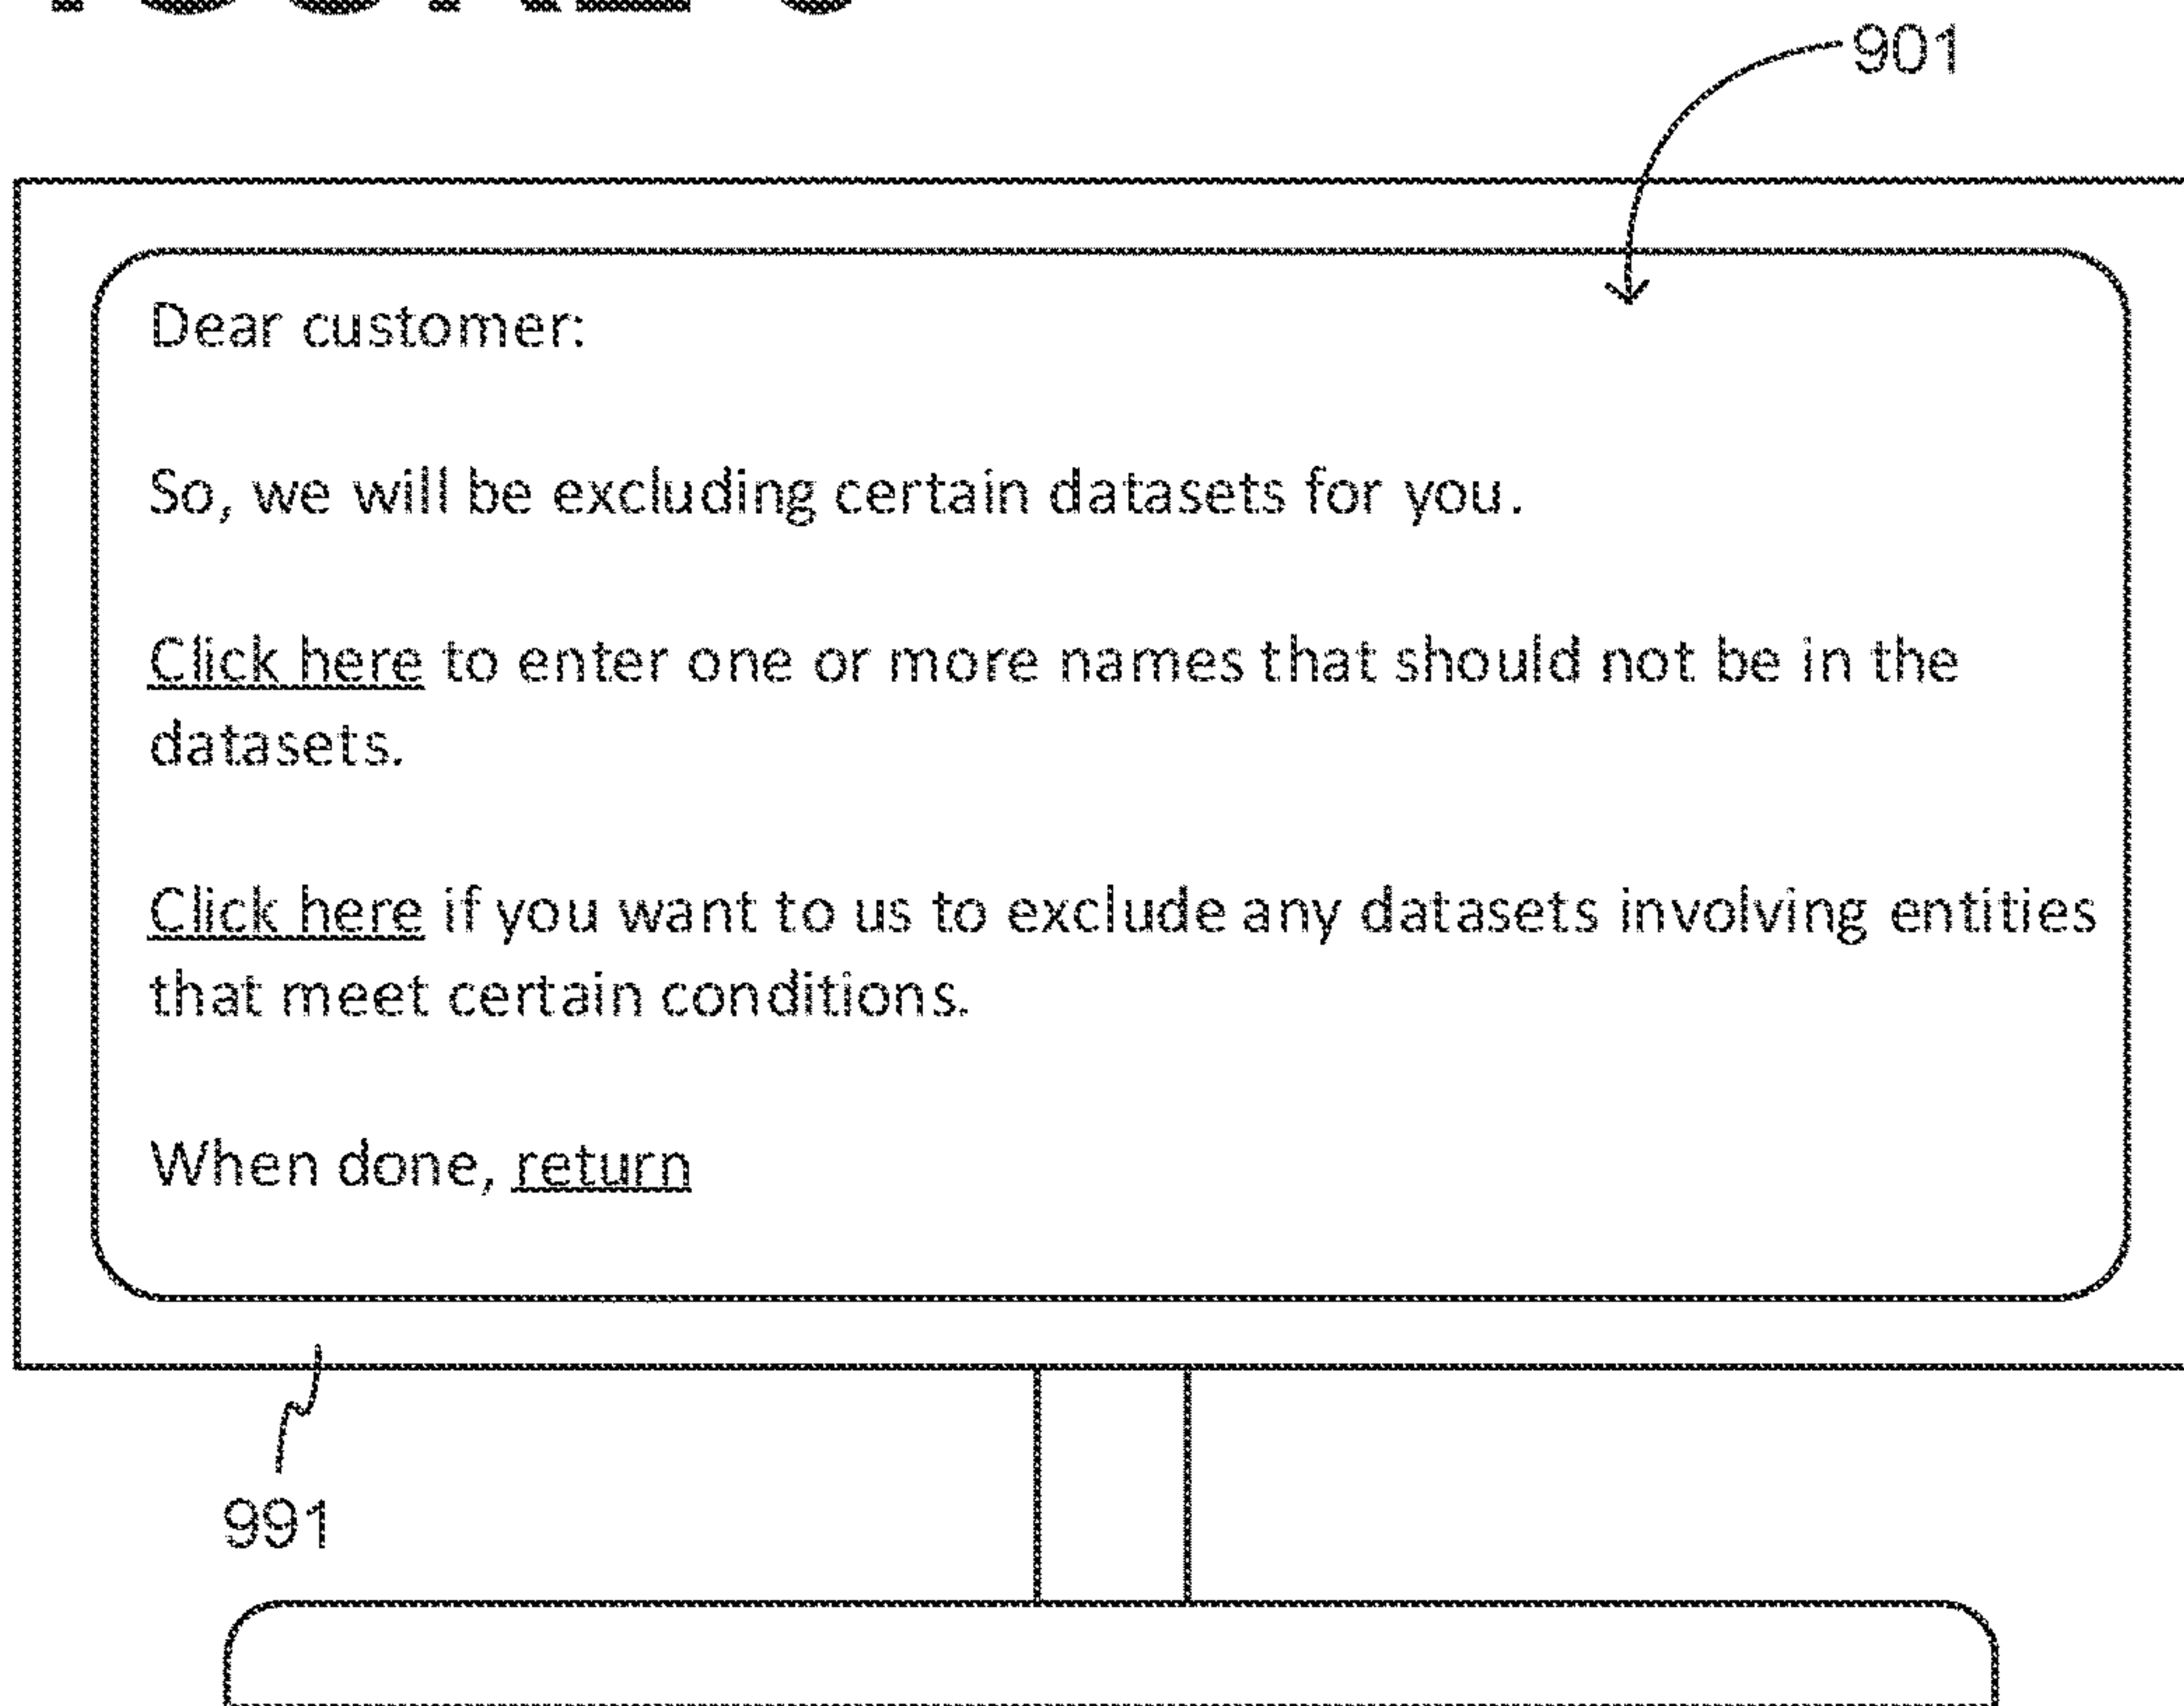 901
Dear customer:
So, we will be excluding certain datasets for you.
Click here to enter one or more names that should not be in the
datasets.
Click here if you want to us to exclude any datasets involving entities
that meet certain conditions.
When done, return
991